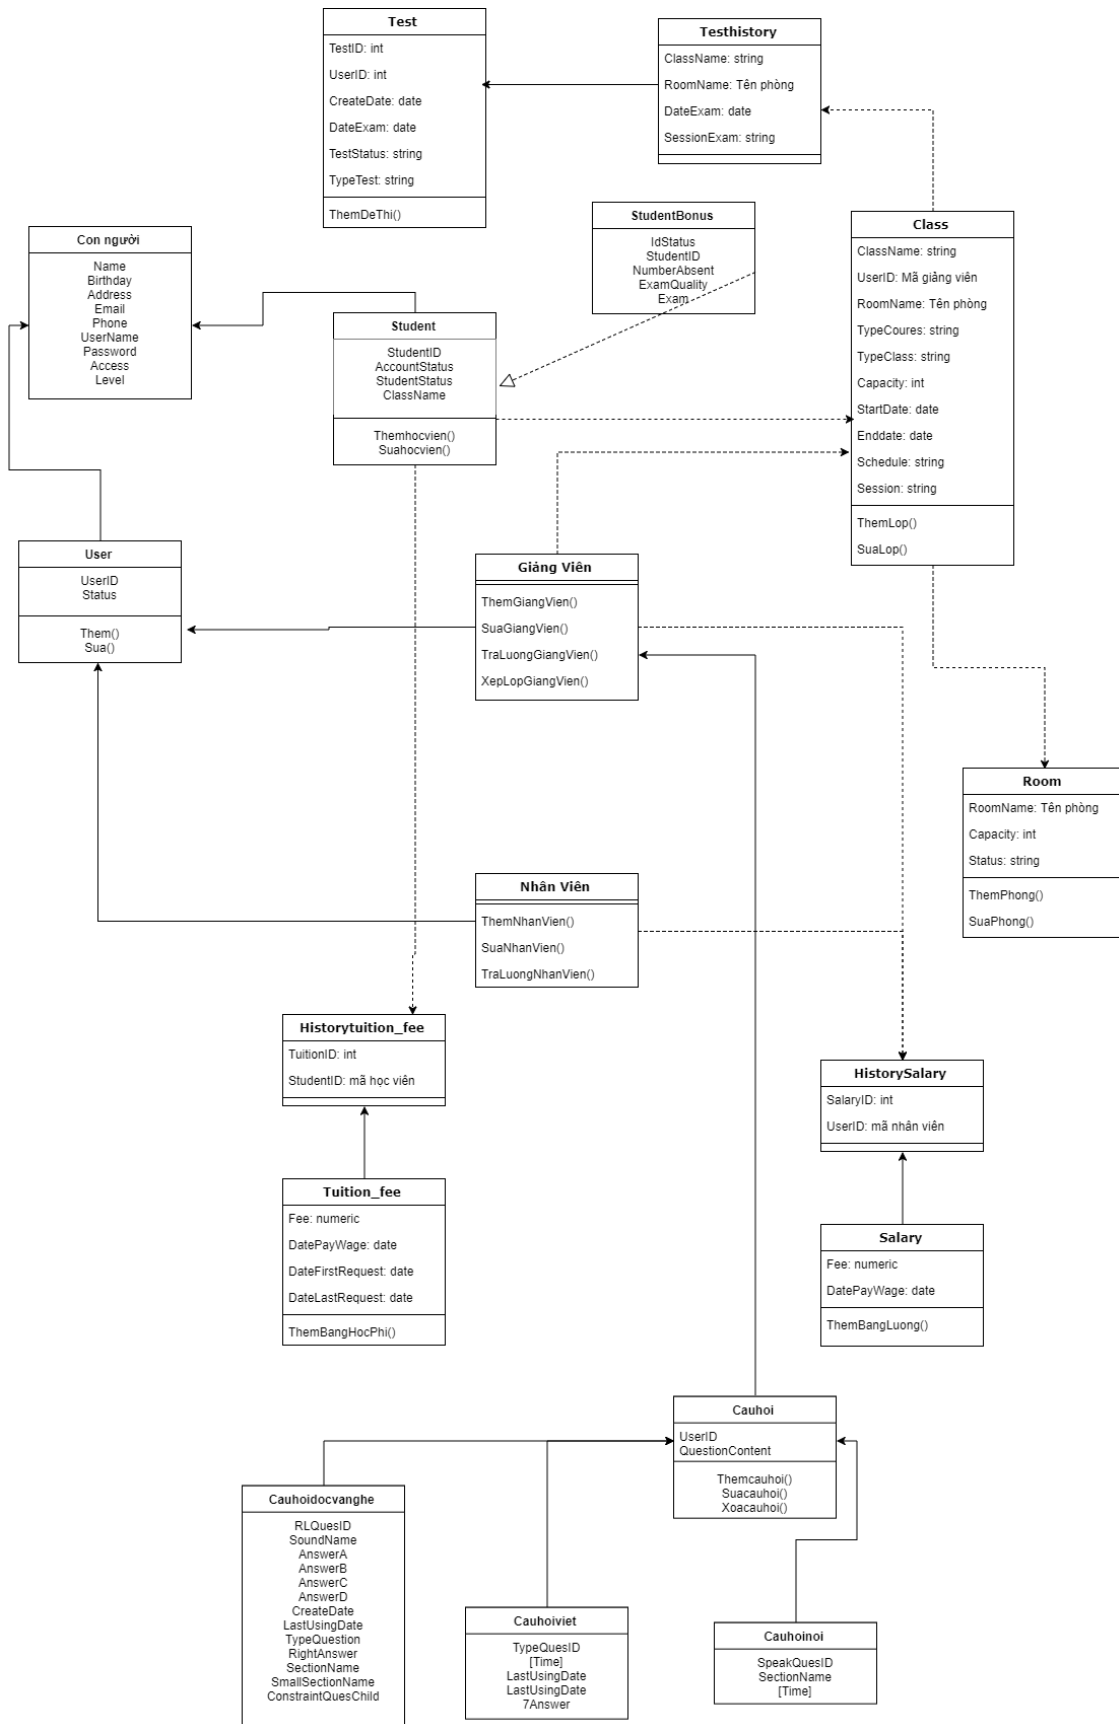 Test
TestID: int
UserID: int
CreateDate: date
DateExam: date
TestStatus: string
TypeTest: string
ThemDeThi()
Testhistory
ClassName: string
RoomName: Tên phòng
DateExam: date
SessionExam: string
StudentBonus
IdStatus
StudentID
NumberAbsent
ExamQuality
Exam
Class
ClassName: string
UserID: Mã giảng viên
RoomName: Tên phòng
TypeCoures: string
TypeClass: string
Capacity: int
StartDate: date
Enddate: date
Schedule: string
Session: string
ThemLop()
SuaLop()
Con người
Name
Birthday
Address
Email
Phone
UserName
Password
Access
Level
Student
StudentID
AccountStatus
StudentStatus
ClassName
Themhocvien()
Suahocvien()
User
UserID
Status
Them()
Sua()
Giảng Viên
ThemGiangVien()
SuaGiangVien()
TraLuongGiangVien()
XepLopGiangVien()
Room
RoomName: Tên phòng
Capacity: int
Status: string
ThemPhong()
SuaPhong()
Nhân Viên
ThemNhanVien()
SuaNhanVien()
TraLuongNhanVien()
Historytuition_fee
TuitionID: int
StudentID: mã học viên
HistorySalary
SalaryID: int
UserID: mã nhân viên
Tuition_fee
Fee: numeric
DatePayWage: date
DateFirstRequest: date
DateLastRequest: date
ThemBangHocPhi()
Salary
Fee: numeric
DatePayWage: date
ThemBangLuong()
Cauhoi
UserID
QuestionContent
Themcauhoi()
Suacauhoi()
Xoacauhoi()
Cauhoidocvanghe
RLQuesID
SoundName
AnswerA
AnswerB
AnswerC
AnswerD
CreateDate
LastUsingDate
TypeQuestion
RightAnswer
SectionName
SmallSectionName
ConstraintQuesChild
Cauhoiviet
TypeQuesID
[Time]
LastUsingDate
LastUsingDate
7Answer
Cauhoinoi
SpeakQuesID
SectionName
[Time]